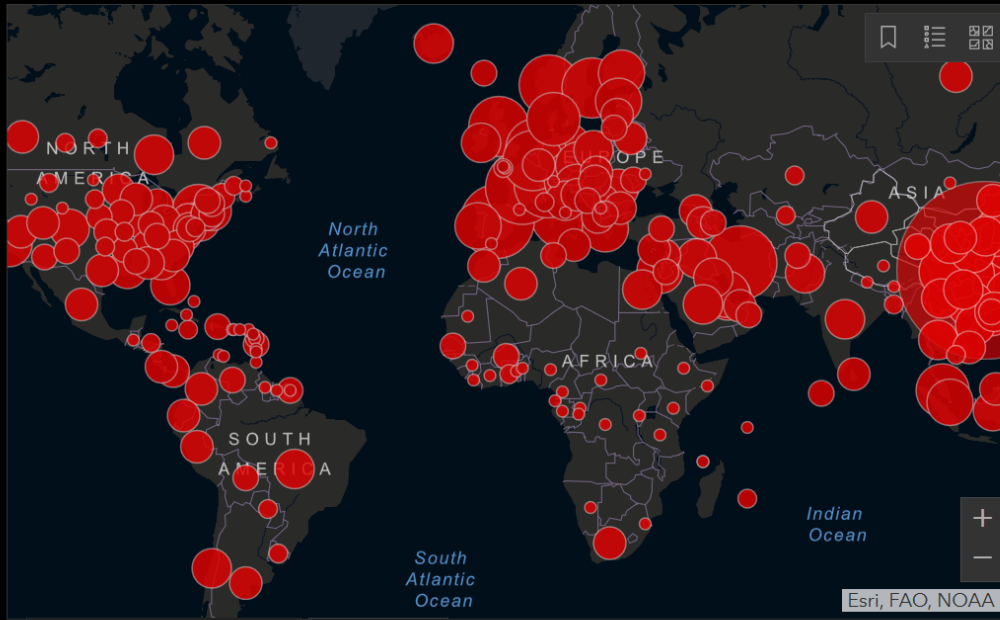 NORTH
AMERICA
EUROPE
ASIA
North
Atlantic
Ocean
AFRICA
SOUTH
AMERICA
Indian
Ocean
South
Atlantic
Ocean
+
−
Esri, FAO, NOAA